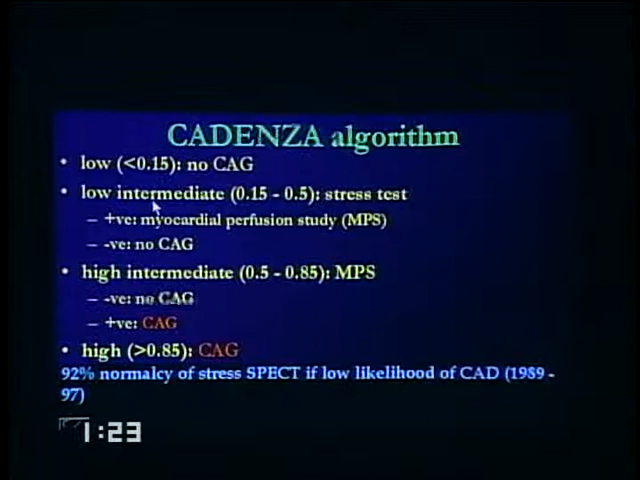 CADENZA algorithm
• low (<0.15): no CAG
• low intermediate (0.15 - 0.5): stress test
– +ve: myocardial perfusion study (MPS)
– -ve: no CAG
• high intermediate (0.5 - 0.85): MPS
– -ve: no CAG
– +ve: CAG
• high (>0.85): CAG
92% normalcy of stress SPECT if low likelihood of CAD (1989 -
97)
1:23